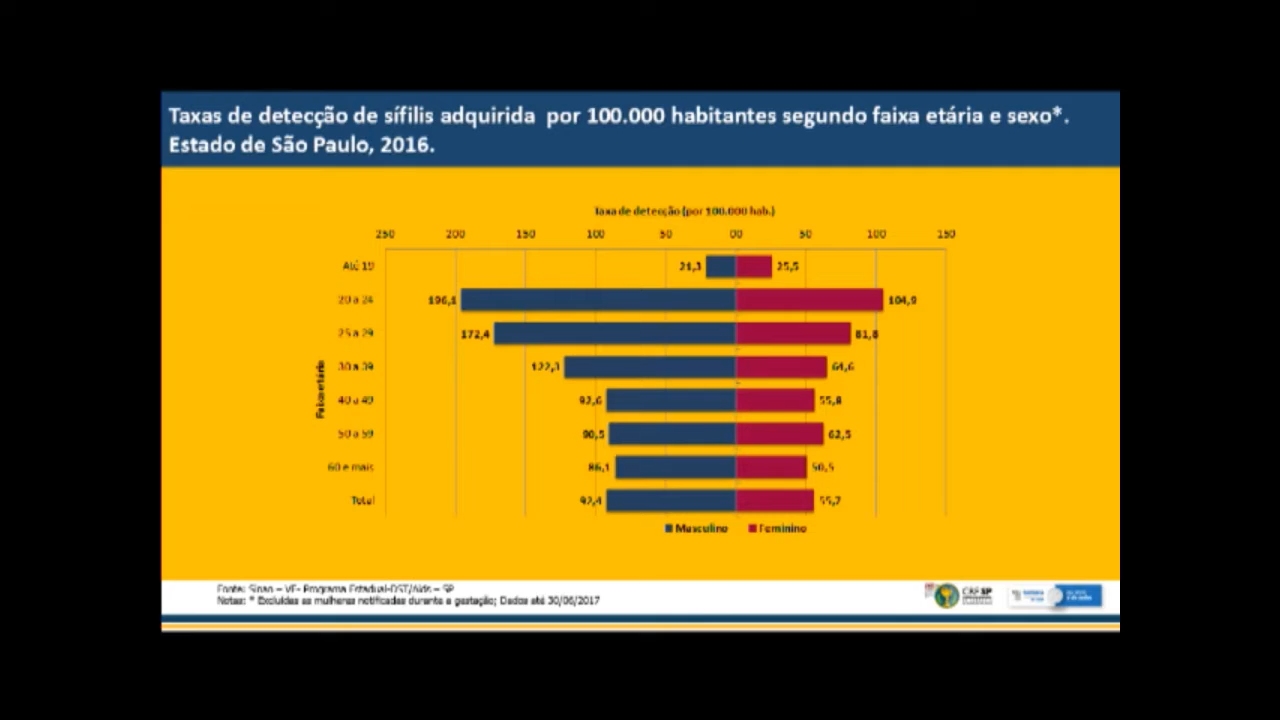 Taxas de detecção de sífilis adquirida por 100.000 habitantes segundo faixa etária e sexo*.
Estado de São Paulo, 2016.
Taxa de detecção (por 100.000 hab.)
250 200 150 100 50 00 50 100 150
Até 19 21,3 25,5
20 a 24 196,1 104,9
25 a 29 172,4 81,8
30 a 39 122,3 64,6
40 a 49 92,6 55,8
50 a 59 90,5 62,5
60 e mais 86,1 50,5
Total 92,4 55,7
Faixa etária
Masculino Feminino
Fonte: Sinan – VE- Programa Estadual-DST/Aids – SP
Notas: * Excluídas as mulheres notificadas durante a gestação; Dados até 30/06/2017
CRF SP